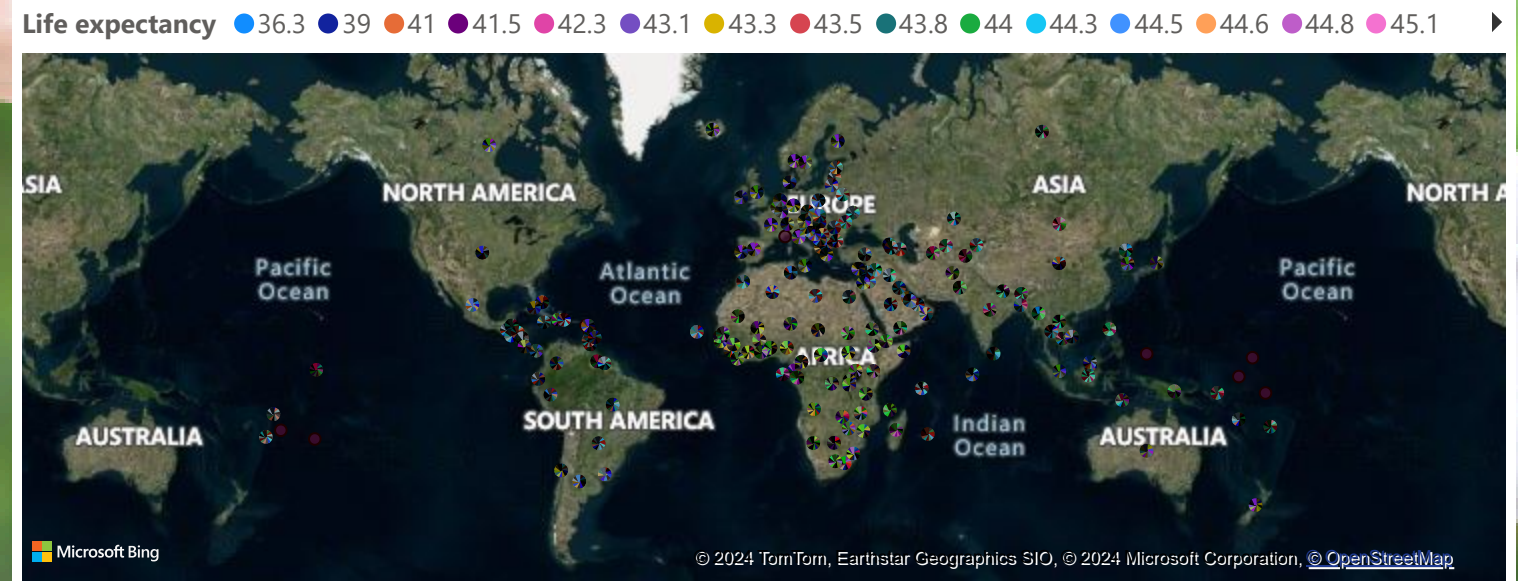 Life expectancy 36.3 39 41 41.5 42.3 43.1 43.3 43.5 43.8 44 44.3 44.5 44.6 44.8 45.1
SIA
NORTH AMERICA
EUROPE
ASIA
NORTH A
Pacific
Ocean
Atlantic
Ocean
Pacific
Ocean
AFRICA
AUSTRALIA
SOUTH AMERICA
Indian
Ocean
AUSTRALIA
Microsoft Bing
© 2024 TomTom, Earthstar Geographics SIO, © 2024 Microsoft Corporation, © OpenStreetMap